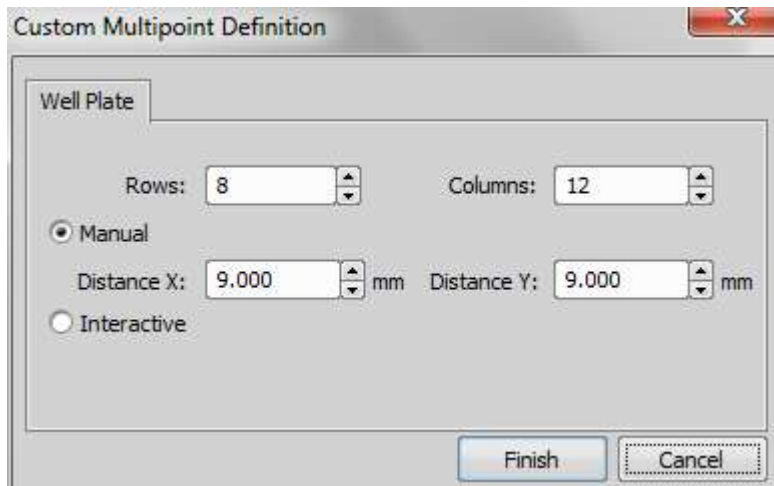 Custom Multipoint Definition
Well Plate
Rows: 8 Columns: 12
Manual
Distance X: 9.000 mm Distance Y: 9.000 mm
Interactive
Finish Cancel